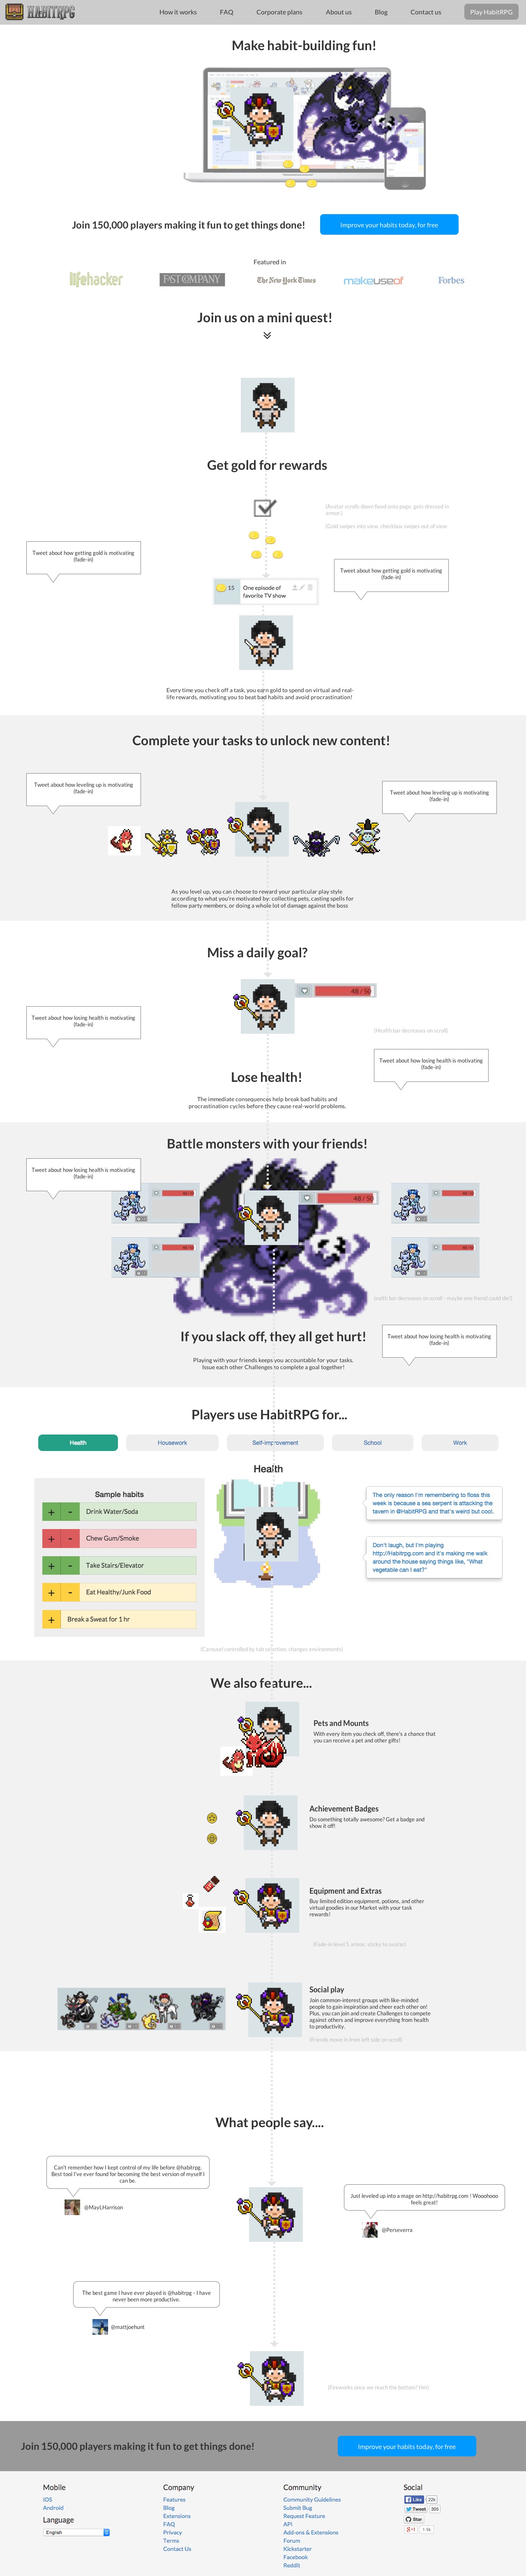 HABITRPG
How it works
FAQ
Corporate plans
About us
Blog
Contact us
Play HabitRPG
Make habit-building fun!
Join 150,000 players making it fun to get things done!
Improve your habits today, for free
Featured in
lifehacker
FAST COMPANY
The New York Times
makeuseof
Forbes
Join us on a mini quest!
Get gold for rewards
(Avatar scrolls down fixed onto page, gets dressed in
armor.)
(Gold swipes into view, checkbox swipes out of view
Tweet about how getting gold is motivating
(fade-in)
Tweet about how getting gold is motivating
(fade-in)
15
One episode of
favorite TV show
Every time you check off a task, you earn gold to spend on virtual and real-
life rewards, motivating you to beat bad habits and avoid procrastination!
Complete your tasks to unlock new content!
Tweet about how leveling up is motivating
(fade-in)
Tweet about how leveling up is motivating
(fade-in)
As you level up, you can choose to reward your particular play style
according to what you're motivated by: collecting pets, casting spells for
fellow party members, or doing a whole lot of damage against the boss
Miss a daily goal?
48 / 50
Tweet about how losing health is motivating
(fade-in)
(Health bar decreases on scroll)
Tweet about how losing health is motivating
(fade-in)
Lose health!
The immediate consequences help break bad habits and
procrastination cycles before they cause real-world problems.
Battle monsters with your friends!
Tweet about how losing health is motivating
(fade-in)
48 / 50
48 / 50
48 / 50
48 / 50
48 / 50
(ealth bar decreases on scroll - maybe one friend could die!)
If you slack off, they all get hurt!
Tweet about how losing health is motivating
(fade-in)
Playing with your friends keeps you accountable for your tasks.
Issue each other Challenges to complete a goal together!
Players use HabitRPG for...
Health
Housework
Self-improvement
School
Work
Health
Sample habits
+ - Drink Water/Soda
+ - Chew Gum/Smoke
+ - Take Stairs/Elevator
+ - Eat Healthy/Junk Food
+ Break a Sweat for 1 hr
The only reason I'm remembering to floss this
week is because a sea serpent is attacking the
tavern in @HabitRPG and that's weird but cool.
Don't laugh, but I'm playing
http://Habitrpg.com and it's making me walk
around the house saying things like, "What
vegetable can I eat?"
(Carousel controlled by tab selection, changes environments)
We also feature...
Pets and Mounts
With every item you check off, there's a chance that
you can receive a pet and other gifts!
Achievement Badges
Do something totally awesome? Get a badge and
show it off!
Equipment and Extras
Buy limited edition equipment, potions, and other
virtual goodies in our Market with your task
rewards!
(Fade-in level 5 armor, sticky to avatar)
Social play
Join common-interest groups with like-minded
people to gain inspiration and cheer each other on!
Plus, you can join and create Challenges to compete
against others and improve everything from health
to productivity.
(Friends move in from left side on scroll)
What people say....
Can't remember how I kept control of my life before @habitrpg.
Best tool I've ever found for becoming the best version of myself I
can be.
@MayLHarrison
Just leveled up into a mage on http://habitrpg.com ! Wooohooo
feels great!
@Perseverra
The best game I have ever played is @habitrpg - I have
never been more productive.
@mattjoehunt
(Fireworks once we reach the bottom? Hm)
Join 150,000 players making it fun to get things done!
Improve your habits today, for free
Mobile
iOS
Android
Language
English
Company
Features
Blog
Extensions
FAQ
Privacy
Terms
Contact Us
Community
Community Guidelines
Submit Bug
Request Feature
API
Add-ons & Extensions
Forum
Kickstarter
Facebook
Reddit
Social
Like 22k
Tweet 300
Star
+1 1.5k